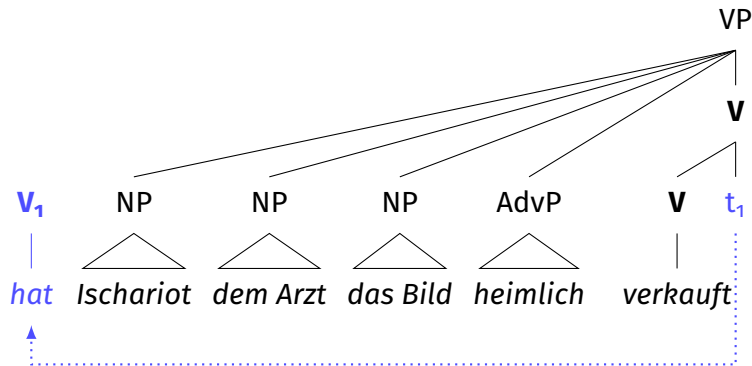 VP
V
V₁ NP NP NP AdvP V t₁
hat Ischariot dem Arzt das Bild heimlich verkauft